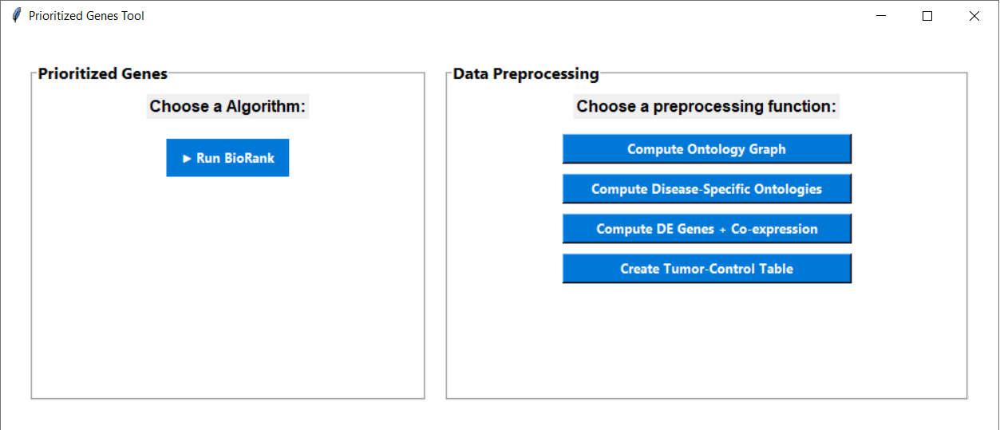 Prioritized Genes Tool
Prioritized Genes
Choose a Algorithm:
► Run BioRank
Data Preprocessing
Choose a preprocessing function:
Compute Ontology Graph
Compute Disease-Specific Ontologies
Compute DE Genes + Co-expression
Create Tumor-Control Table